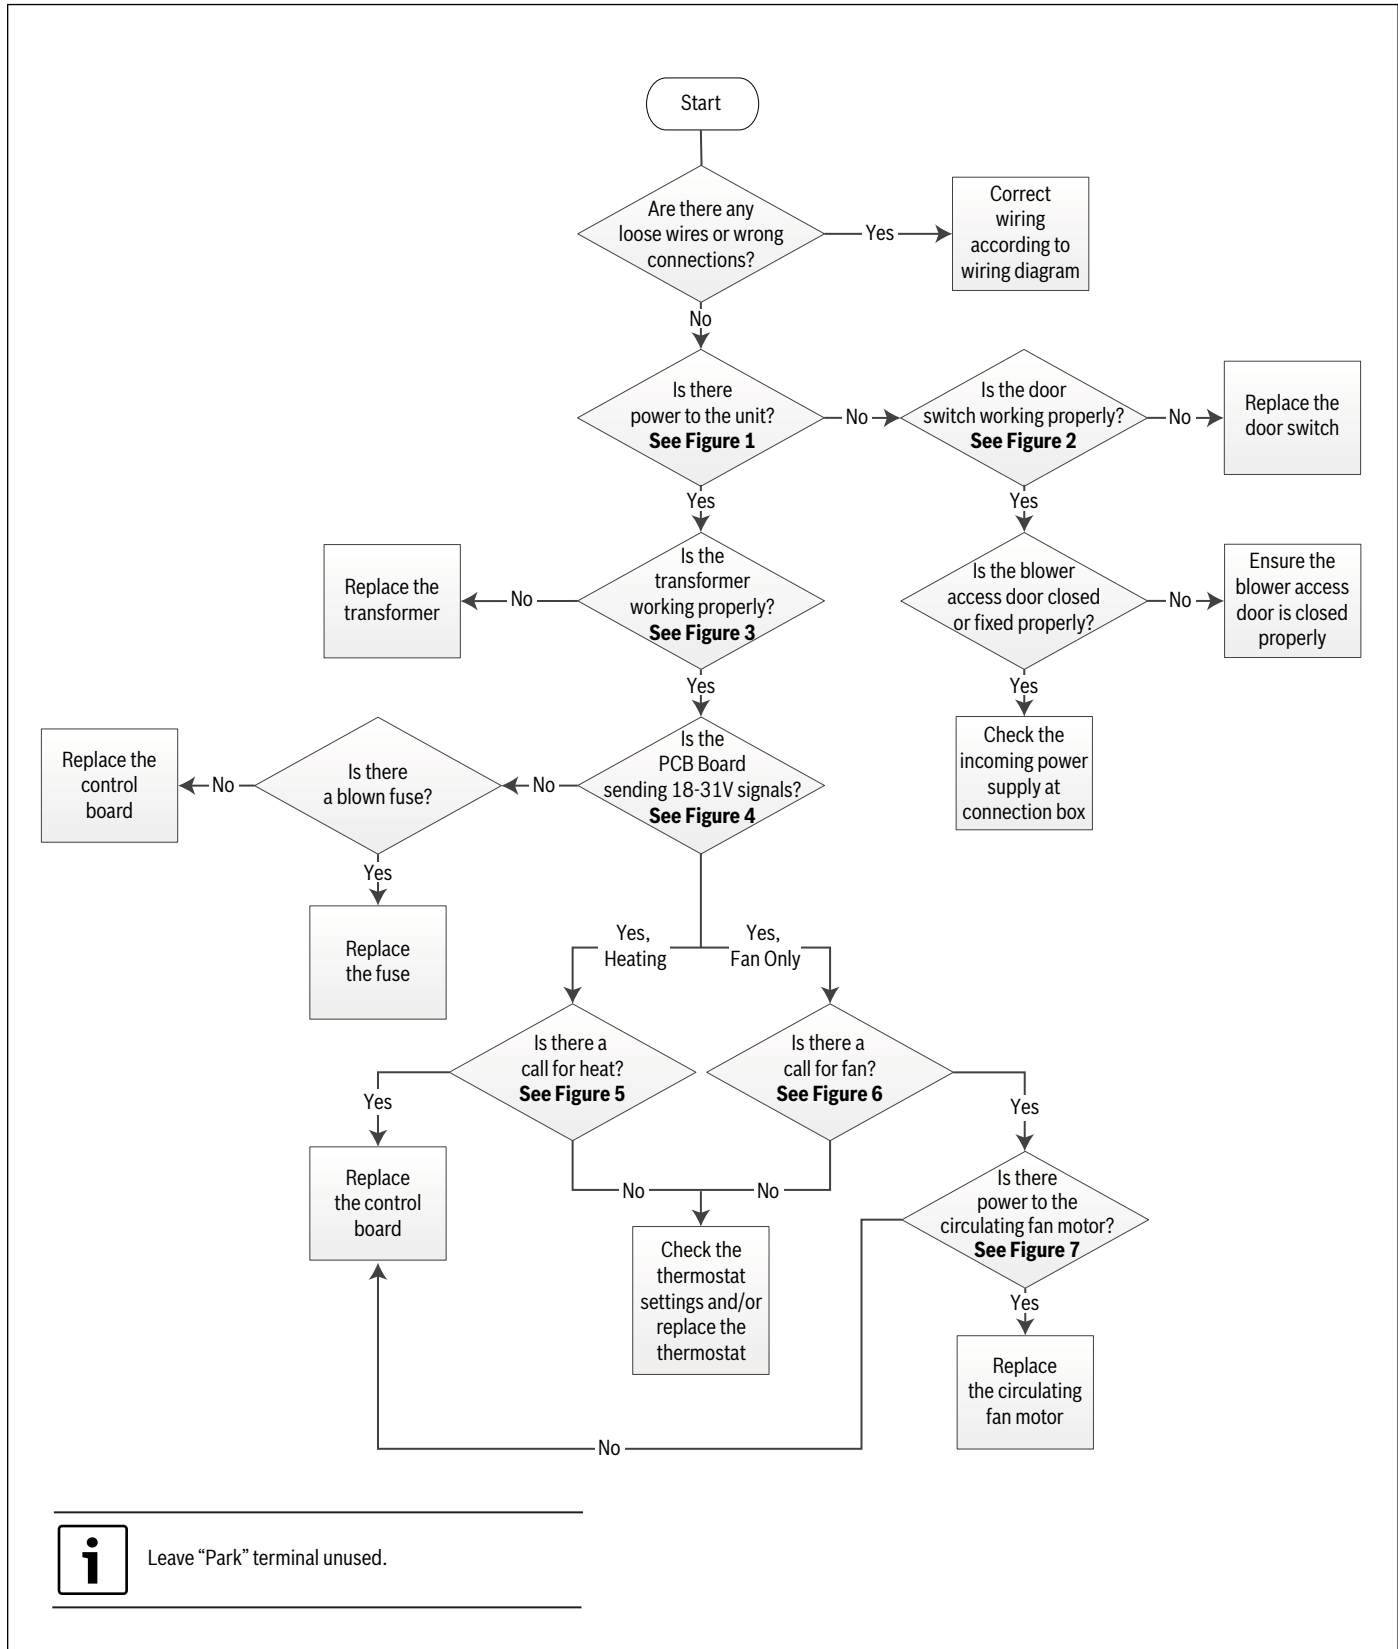 Start
Are there any
loose wires or wrong
connections?
Yes
Correct
wiring
according to
wiring diagram
No
Is there
power to the unit?
See Figure 1
No
Is the door
switch working properly?
See Figure 2
No
Replace the
door switch
Yes
Yes
Replace the
transformer
No
Is the
transformer
working properly?
See Figure 3
Is the blower
access door closed
or fixed properly?
No
Ensure the
blower access
door is closed
properly
Yes
Yes
Replace the
control
board
No
Is there
a blown fuse?
No
Is the
PCB Board
sending 18-31V signals?
See Figure 4
Check the
incoming power
supply at
connection box
Yes
Replace
the fuse
Yes,
Heating
Yes,
Fan Only
Is there a
call for heat?
See Figure 5
Is there a
call for fan?
See Figure 6
Yes
Yes
Replace
the control
board
No
No
Is there
power to the
circulating fan motor?
See Figure 7
Check the
thermostat
settings and/or
replace the
thermostat
Yes
Replace
the circulating
fan motor
No
i
Leave “Park” terminal unused.